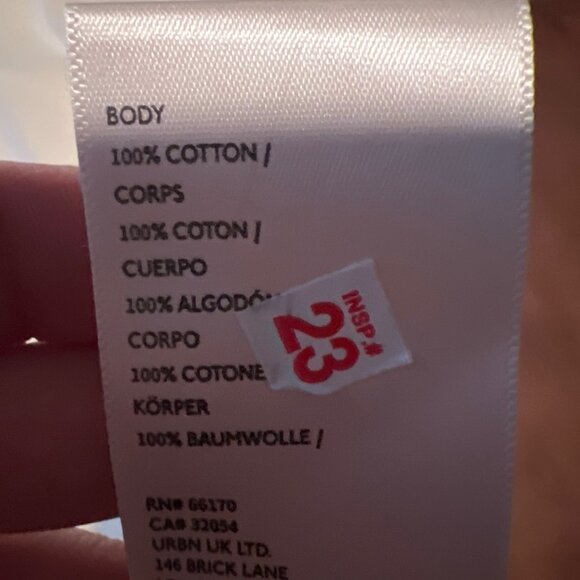 BODY
100% COTTON /
CORPS
100% COTON /
CUERPO
100% ALGODÓN
CORPO
100% COTONE
KÖRPER
100% BAUMWOLLE /
INSP.#
23
RN# 66170
CA# 32054
URBN UK LTD.
146 BRICK LANE